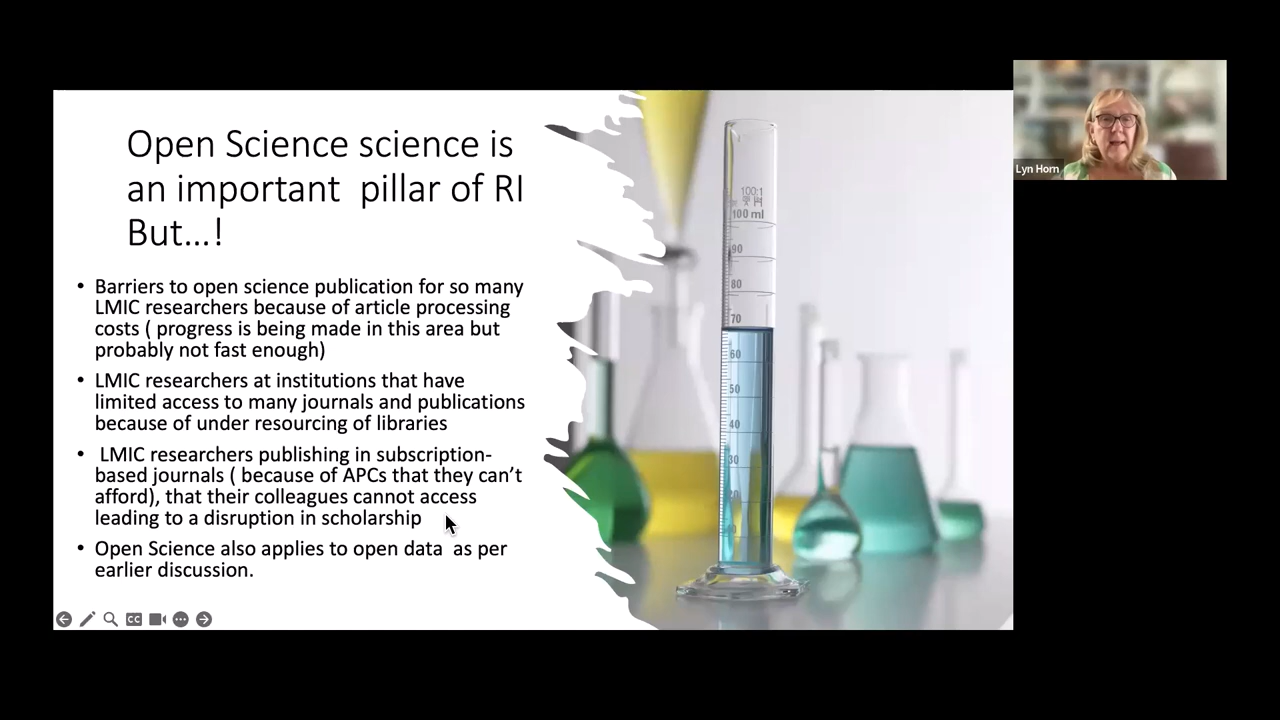 Open Science science is
an important  pillar of RI
But...!
• Barriers to open science publication for so many
LMIC researchers because of article processing
costs ( progress is being made in this area but
probably not fast enough)
• LMIC researchers at institutions that have
limited access to many journals and publications
because of under resourcing of libraries
•  LMIC researchers publishing in subscription-
based journals ( because of APCs that they can’t
afford), that their colleagues cannot access
leading to a disruption in scholarship
• Open Science also applies to open data  as per
earlier discussion.
100:1
100 ml
90
80
70
60
50
40
30
20
CC
Lyn Horn